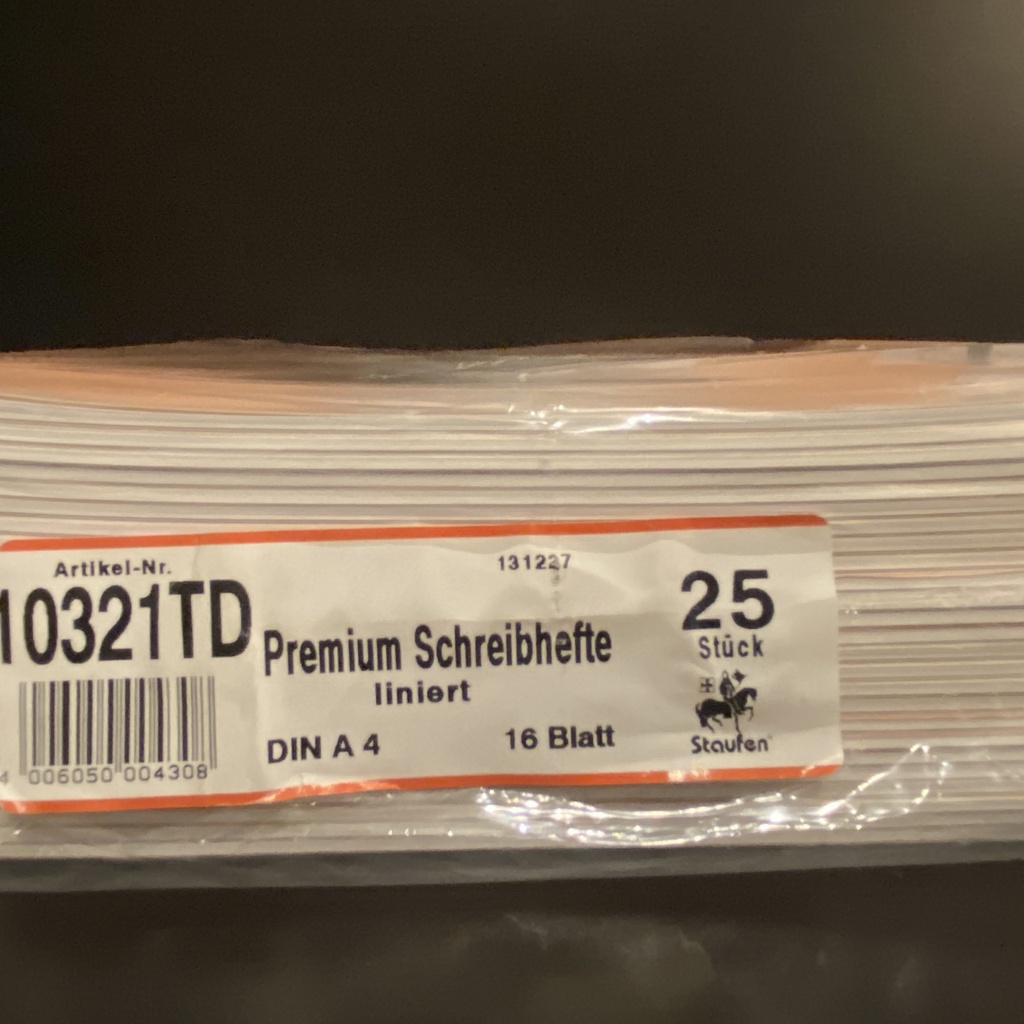 Artikel-Nr.
10321TD
4 006050 004308
131227
Premium Schreibhefte
liniert
DIN A 4
16 Blatt
25
Stück
Staufen